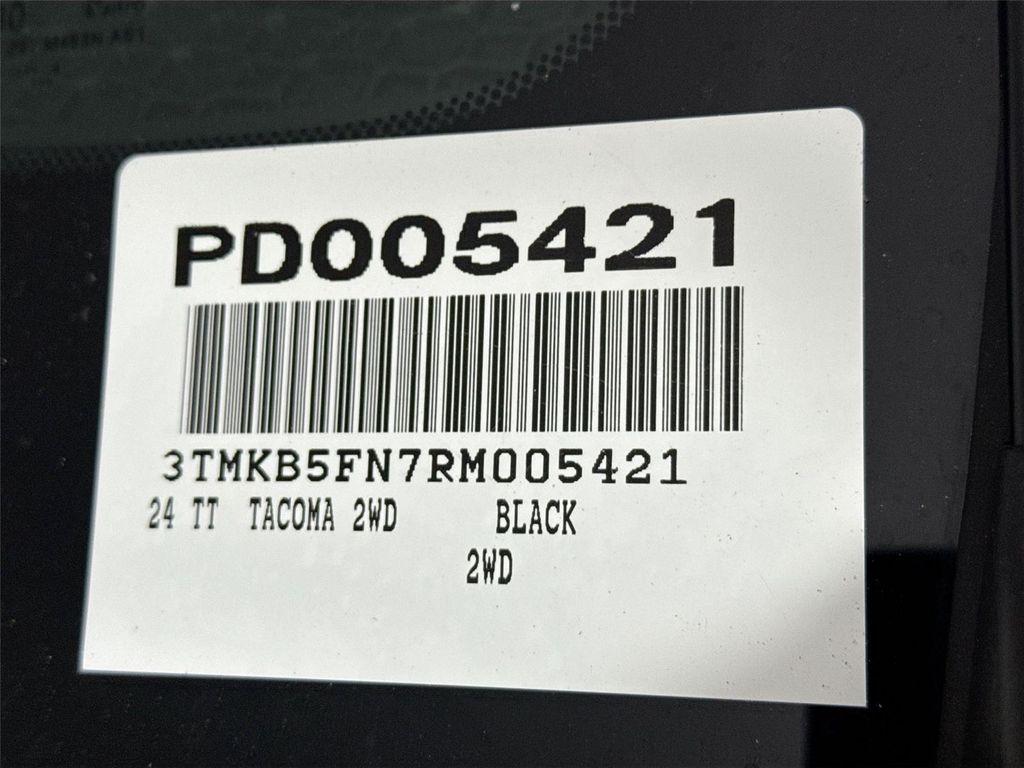 PD005421
3TMKB5FN7RM005421
24 TT TACOMA 2WD BLACK
2WD